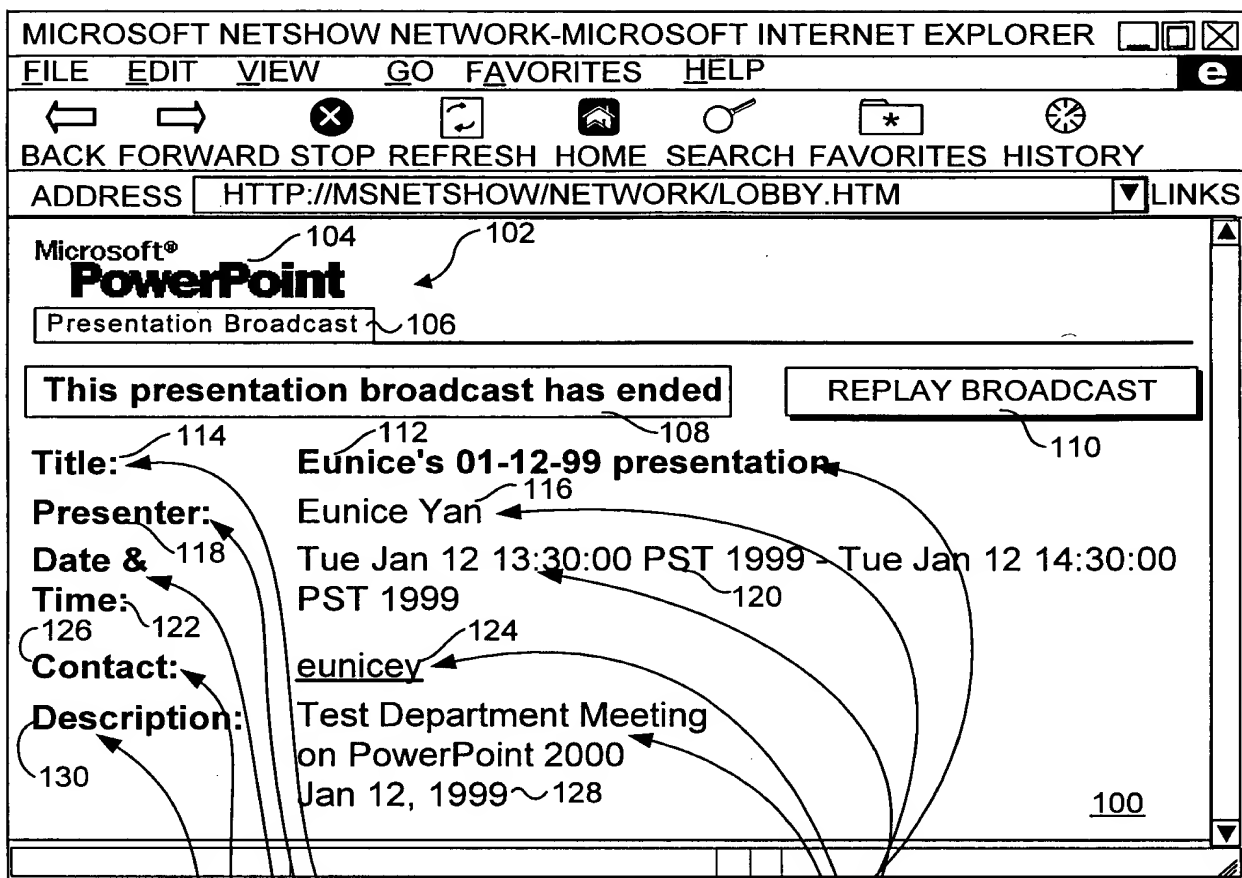 MICROSOFT NETSHOW NETWORK-MICROSOFT INTERNET EXPLORER
FILE EDIT VIEW GO FAVORITES HELP
e
BACK FORWARD STOP REFRESH HOME SEARCH FAVORITES HISTORY
ADDRESS HTTP://MSNETSHOW/NETWORK/LOBBY.HTM LINKS
Microsoft® 104 102
PowerPoint
Presentation Broadcast 106
This presentation broadcast has ended REPLAY BROADCAST
114 112 108 110
Title: Eunice's 01-12-99 presentation
116
Presenter: Eunice Yan
118
Date & Tue Jan 12 13:30:00 PST 1999 - Tue Jan 12 14:30:00
Time: PST 1999 120
126 122 124
Contact: eunicey
Description: Test Department Meeting
on PowerPoint 2000
130 Jan 12, 1999 128 100